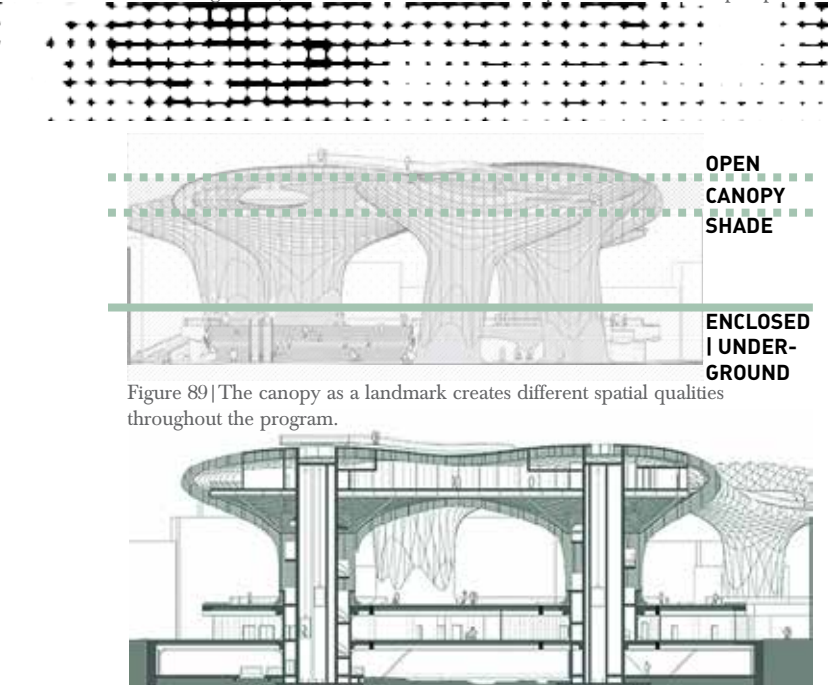 OPEN
CANOPY
SHADE
ENCLOSED
| UNDER-
GROUND
Figure 89|The canopy as a landmark creates different spatial qualities
throughout the program.